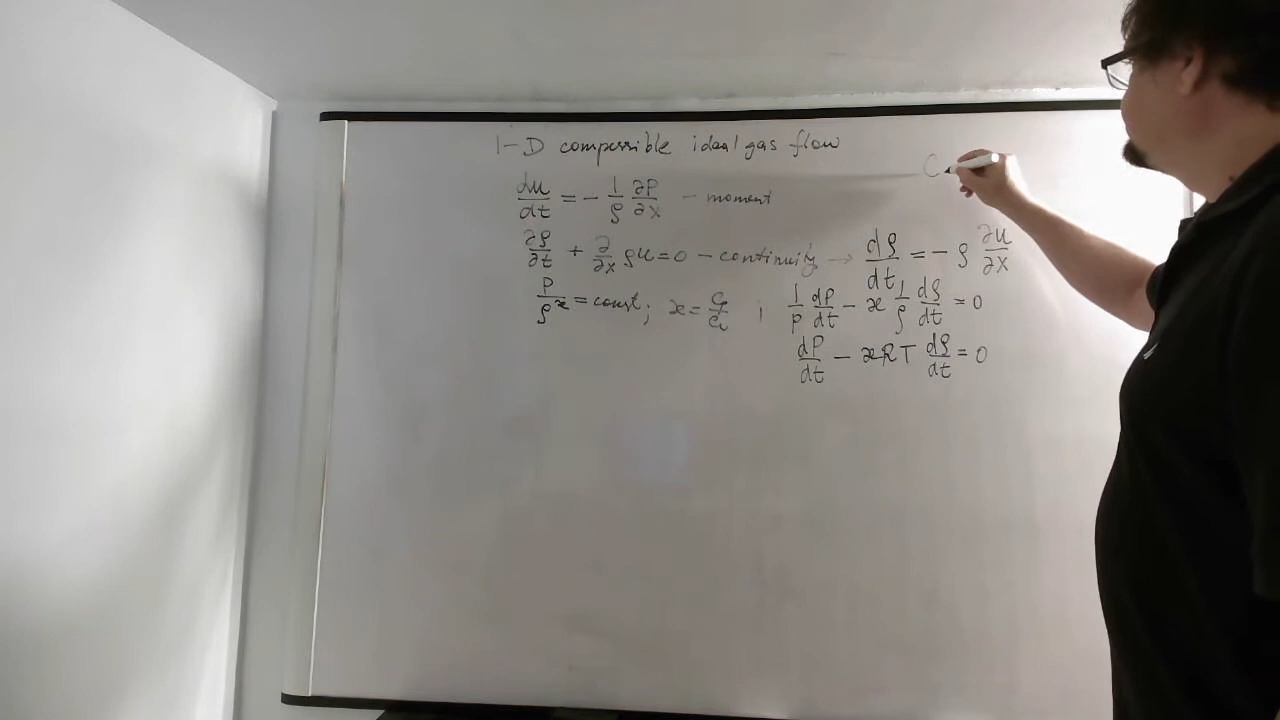 1-D compessible ideal gas flow
C
du/dt = - 1/ρ ∂P/∂x - moment
∂ρ/∂t + ∂/∂x ρu = 0 - continuity → dρ/dt = - ρ ∂u/∂x
P/ρ^æ = const; æ = Cp/Cv ; 1/P dP/dt - æ 1/ρ dρ/dt = 0
dP/dt - æRT dρ/dt = 0